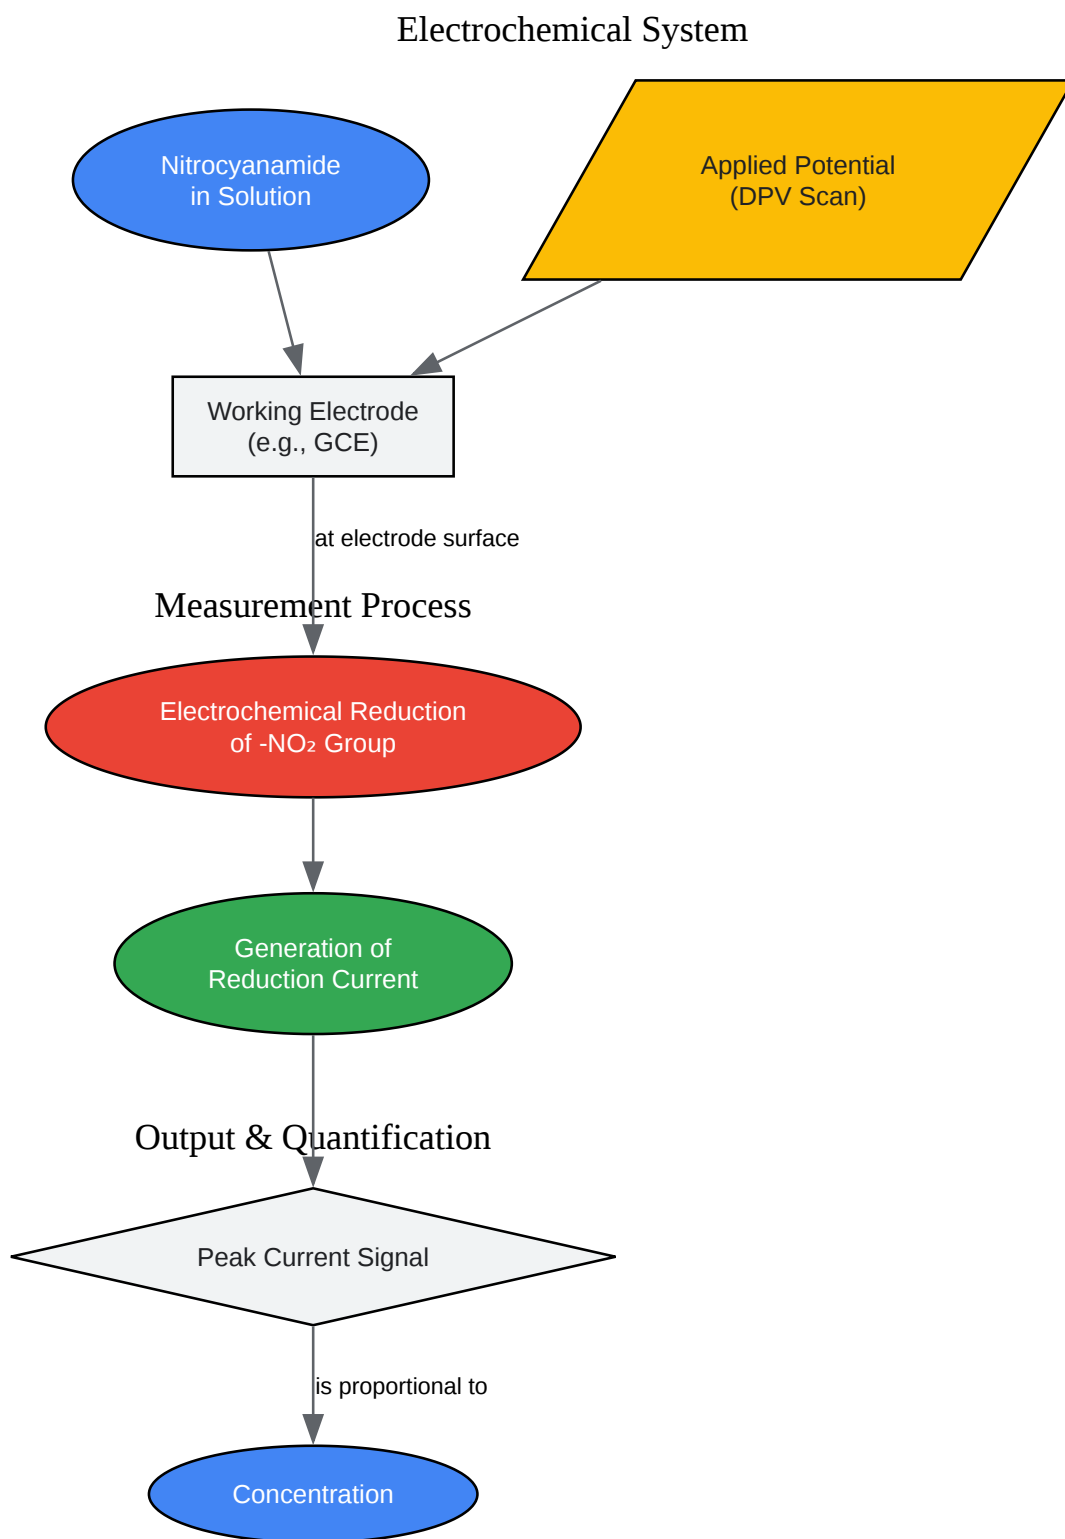 Electrochemical System
Nitrocyanamide
in Solution
Applied Potential
(DPV Scan)
Working Electrode
(e.g., GCE)
at electrode surface
Measurement Process
Electrochemical Reduction
of -NO₂ Group
Generation of
Reduction Current
Output & Quantification
Peak Current Signal
is proportional to
Concentration